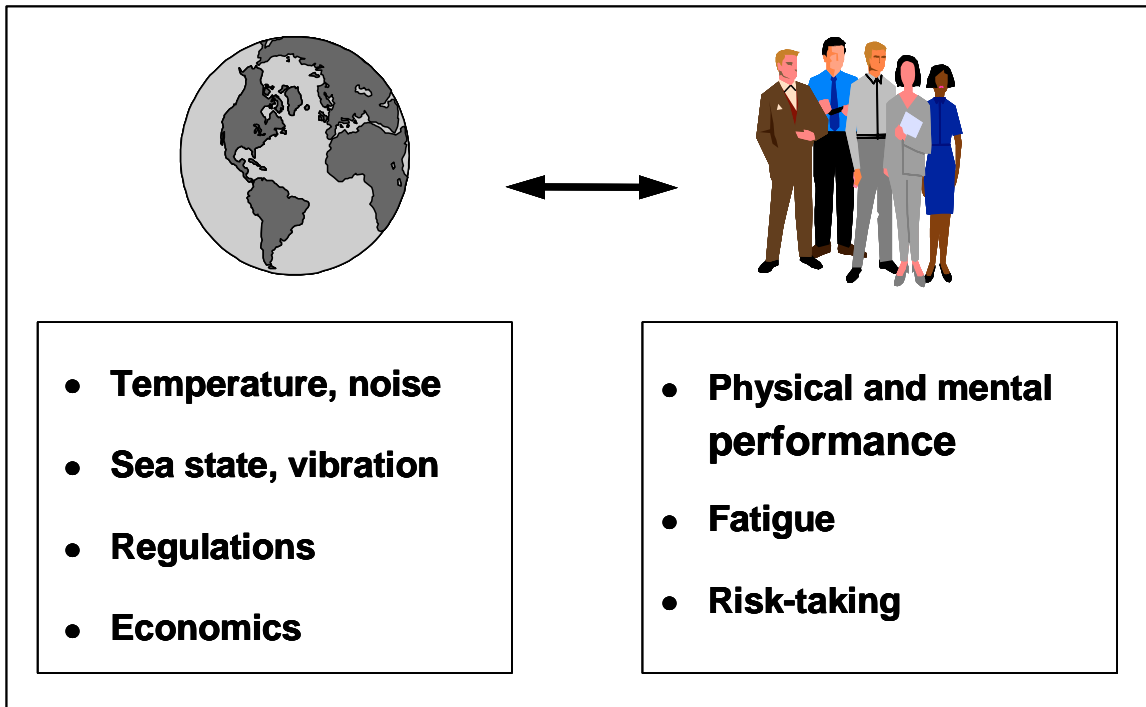 • Temperature, noise
• Sea state, vibration
• Regulations
• Economics
• Physical and mental
performance
• Fatigue
• Risk-taking